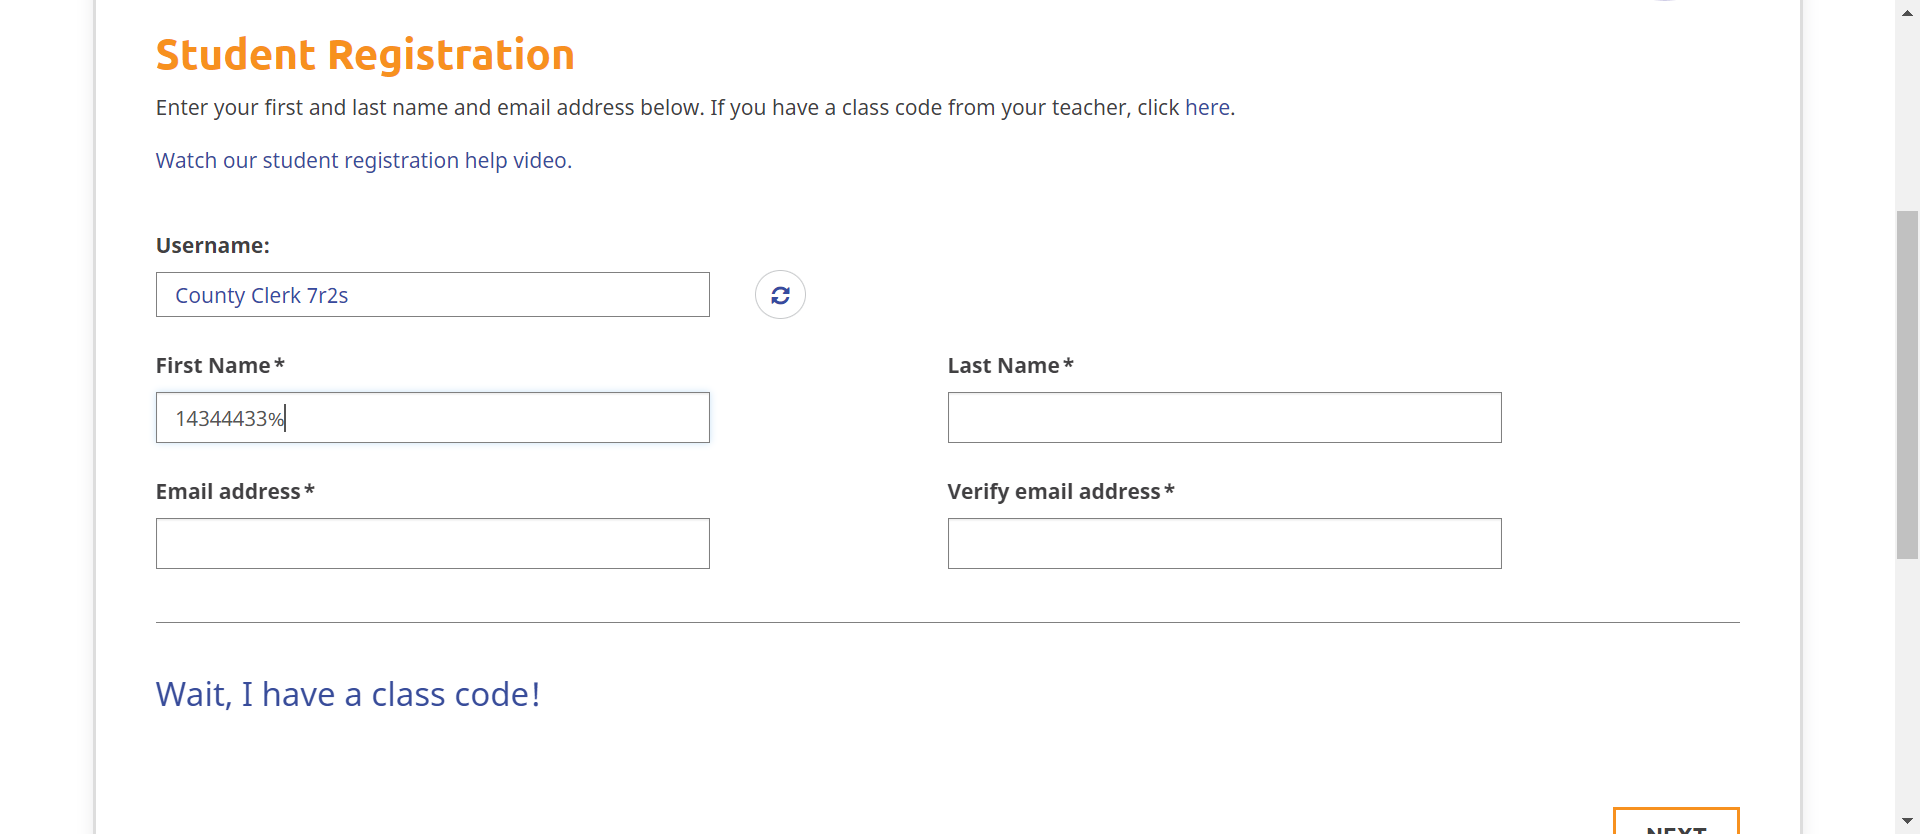 Student Registration
Enter your first and last name and email address below. If you have a class code from your teacher, click here.
Watch our student registration help video.
Username:
County Clerk 7r2s
First Name*
Last Name*
14344433%
Email address*
Verify email address*
Wait, I have a class code!
NEXT